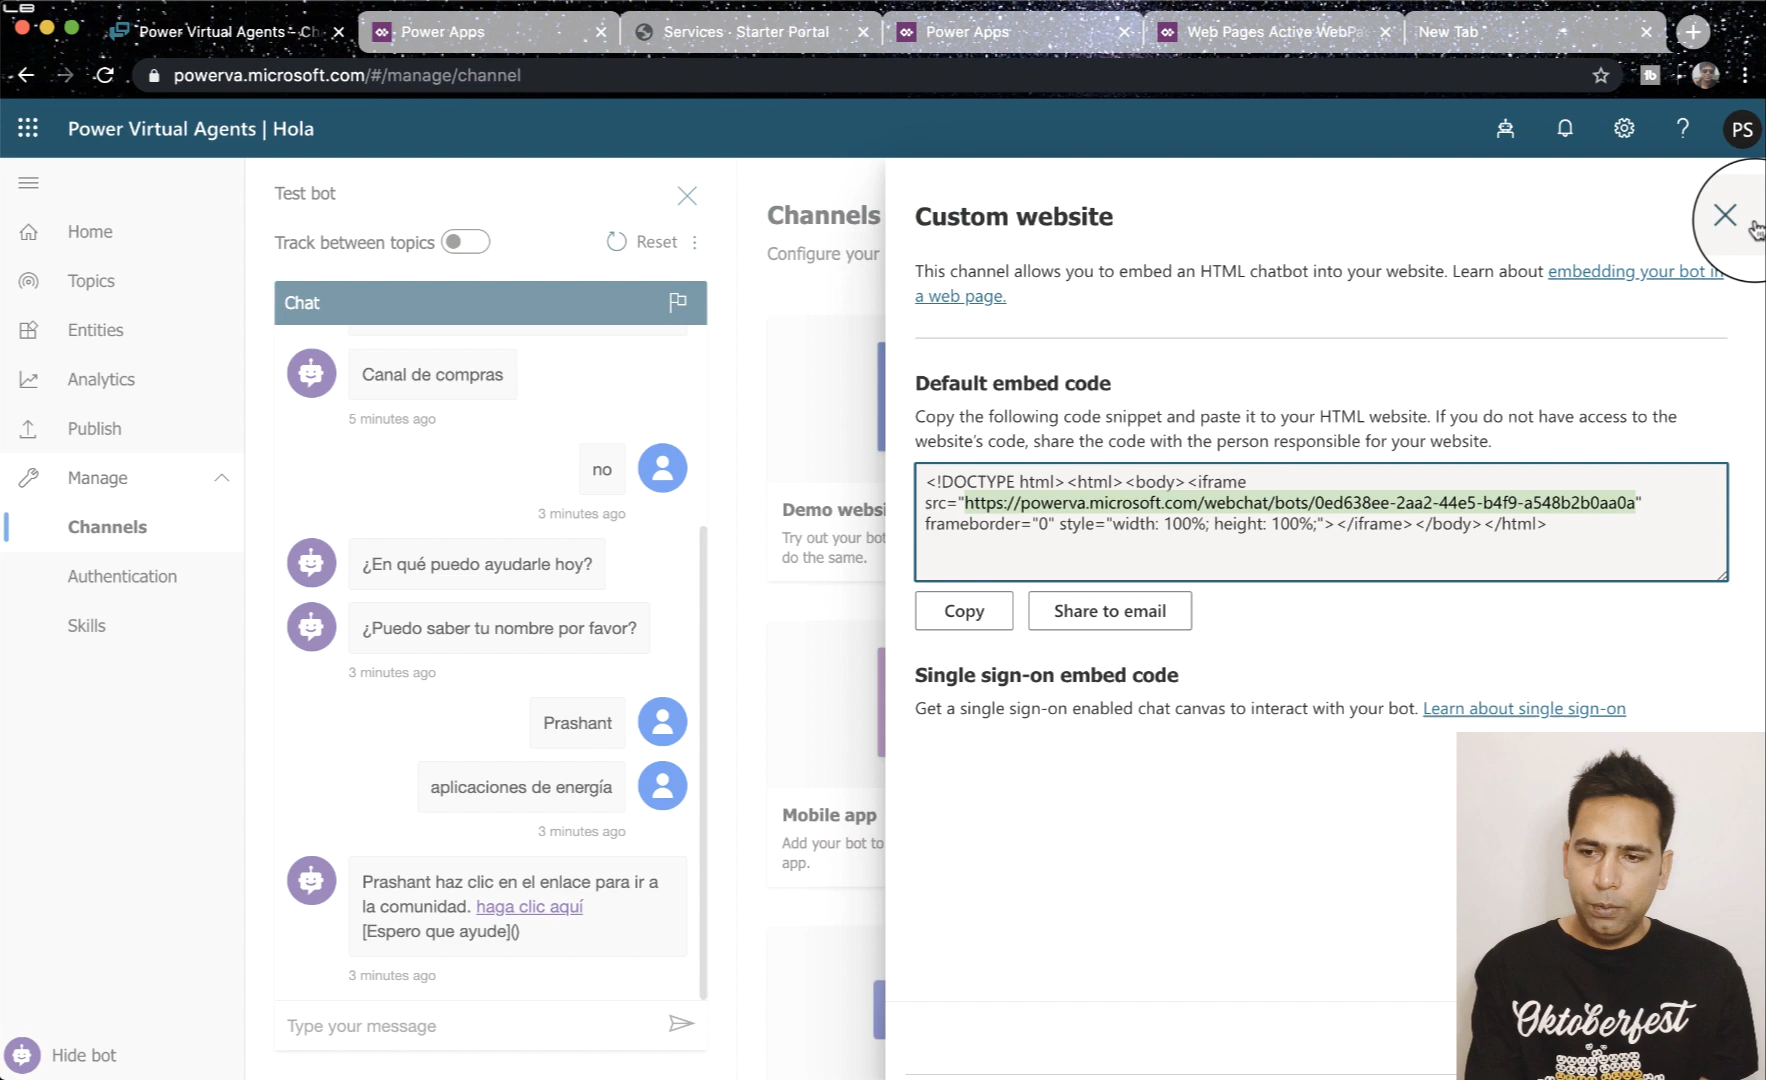 Power Virtual Agents - Ch
Power Apps
Services - Starter Portal
Power Apps
Web Pages Active WebPa
New Tab
powerva.microsoft.com/#/manage/channel
Power Virtual Agents | Hola
PS
Home
Topics
Entities
Analytics
Publish
Manage
Channels
Authentication
Skills
Hide bot
Test bot
Track between topics
Reset
Chat
Canal de compras
5 minutes ago
no
3 minutes ago
¿En qué puedo ayudarle hoy?
¿Puedo saber tu nombre por favor?
3 minutes ago
Prashant
aplicaciones de energía
3 minutes ago
Prashant haz clic en el enlace para ir a
la comunidad. haga clic aquí
[Espero que ayude]()
3 minutes ago
Type your message
Channels
Configure your
Demo websi
Try out your bot
do the same.
Mobile app
Add your bot to
app.
Custom website
This channel allows you to embed an HTML chatbot into your website. Learn about embedding your bot in
a web page.
Default embed code
Copy the following code snippet and paste it to your HTML website. If you do not have access to the
website's code, share the code with the person responsible for your website.
<!DOCTYPE html><html><body><iframe
src="https://powerva.microsoft.com/webchat/bots/0ed638ee-2aa2-44e5-b4f9-a548b2b0aa0a"
frameborder="0" style="width: 100%; height: 100%;"></iframe></body></html>
Copy
Share to email
Single sign-on embed code
Get a single sign-on enabled chat canvas to interact with your bot. Learn about single sign-on
Oktoberfest